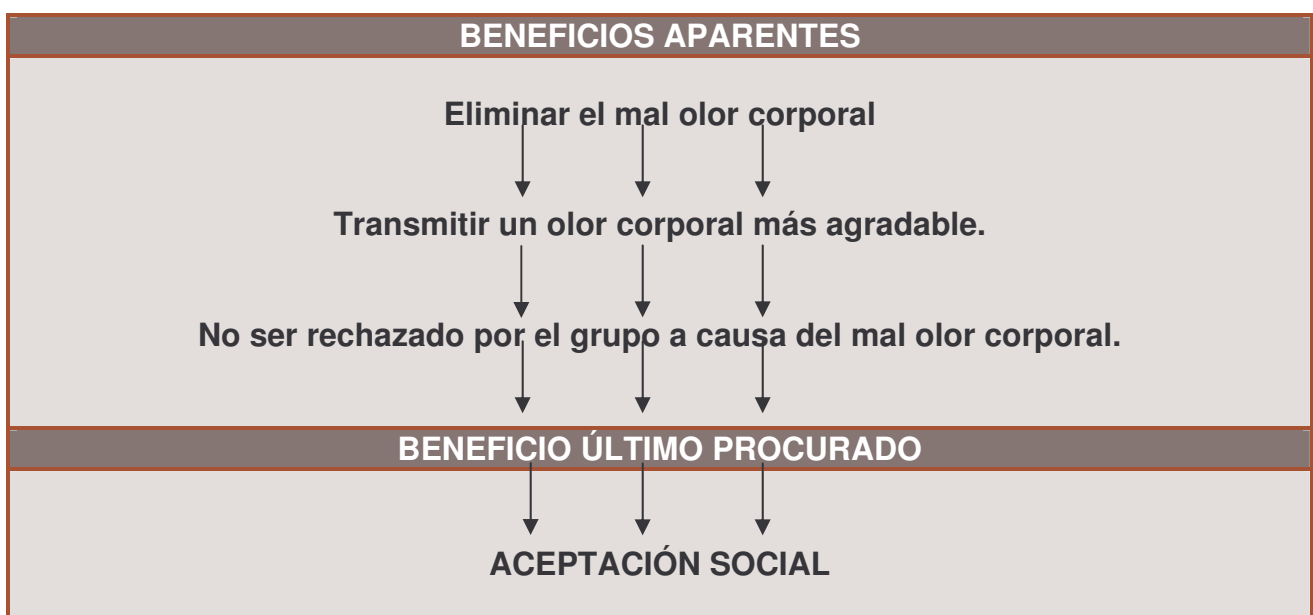 BENEFICIOS APARENTES
Eliminar el mal olor corporal
Transmitir un olor corporal más agradable.
No ser rechazado por el grupo a causa del mal olor corporal.
BENEFICIO ÚLTIMO PROCURADO
ACEPTACIÓN SOCIAL